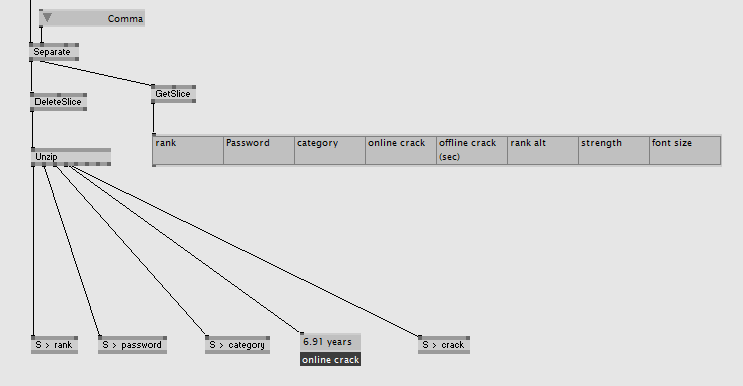 Comma
Separate
DeleteSlice
GetSlice
rank
Password
category
online crack
offline crack
(sec)
rank alt
strength
font size
Unzip
S > rank
S > password
S > category
6.91 years
online crack
S > crack